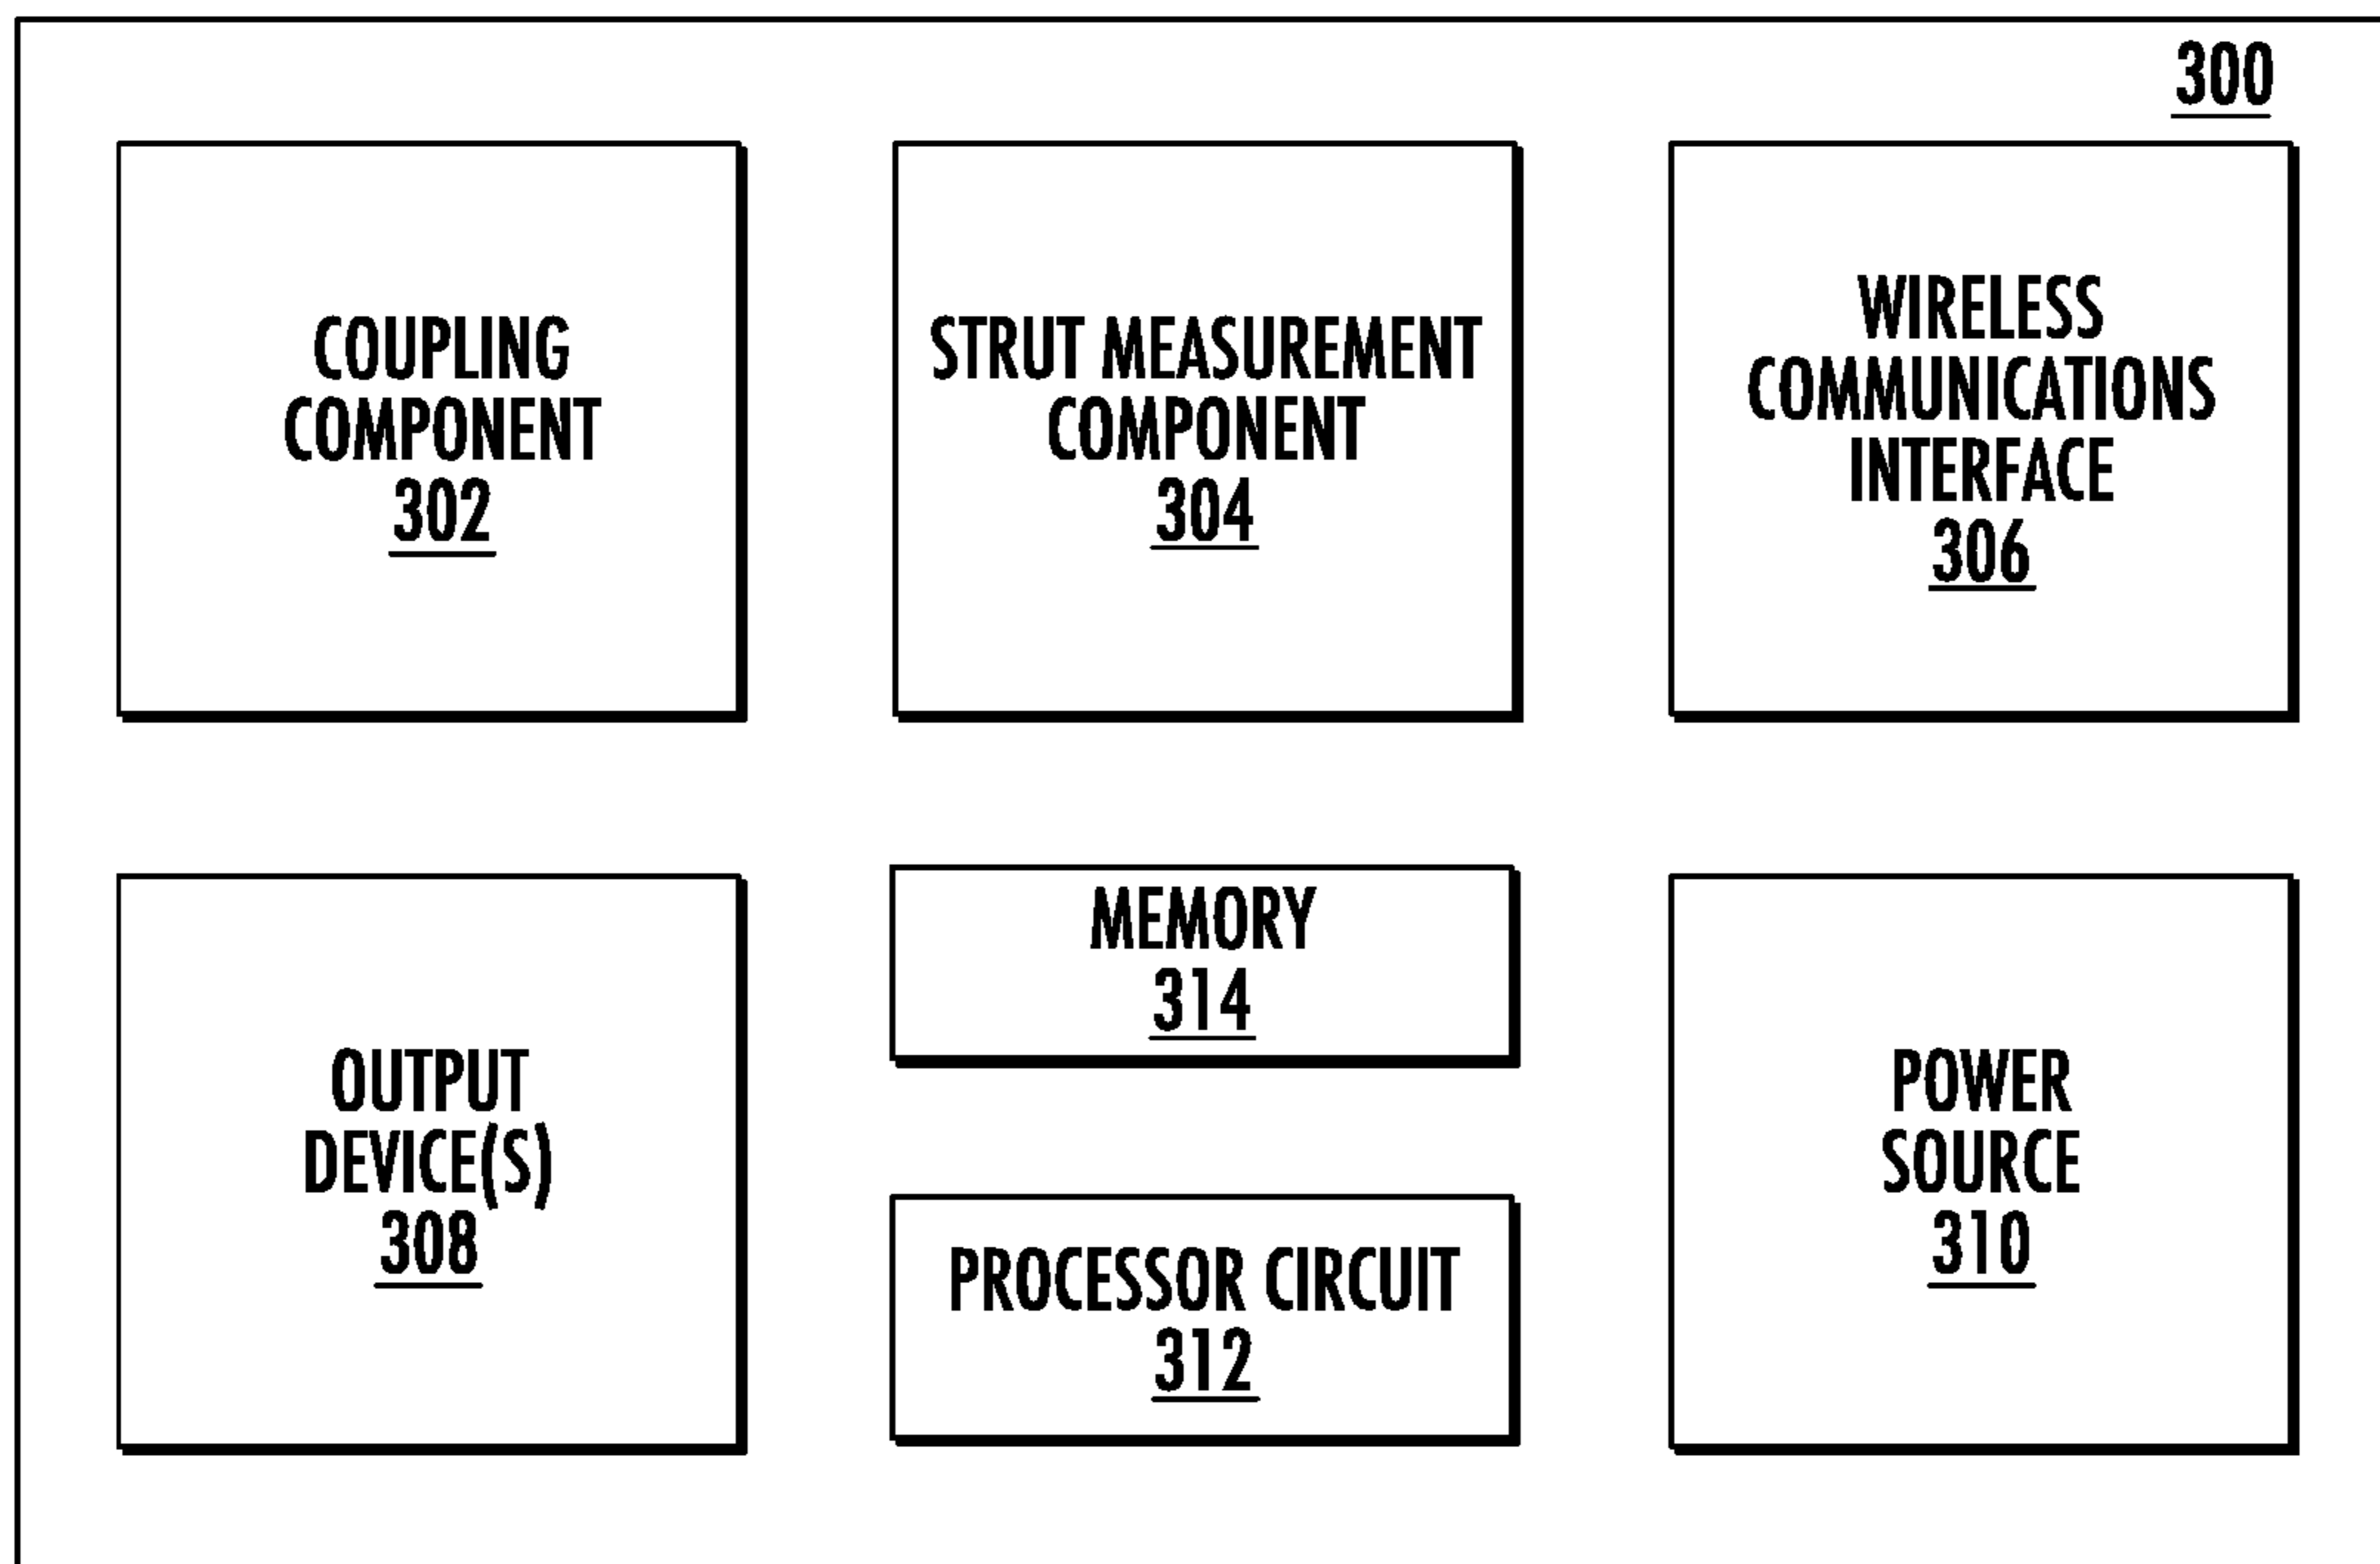 300
COUPLING
COMPONENT
302
STRUT MEASUREMENT
COMPONENT
304
WIRELESS
COMMUNICATIONS
INTERFACE
306
OUTPUT
DEVICE(S)
308
MEMORY
314
PROCESSOR CIRCUIT
312
POWER
SOURCE
310